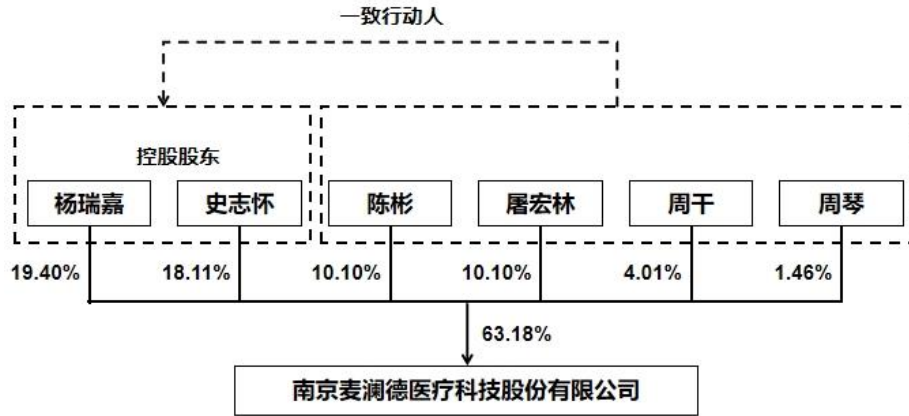 一致行动人
控股股东
杨瑞嘉 史志怀 陈彬 屠宏林 周干 周琴
19.40% 18.11% 10.10% 10.10% 4.01% 1.46%
63.18%
南京麦澜德医疗科技股份有限公司